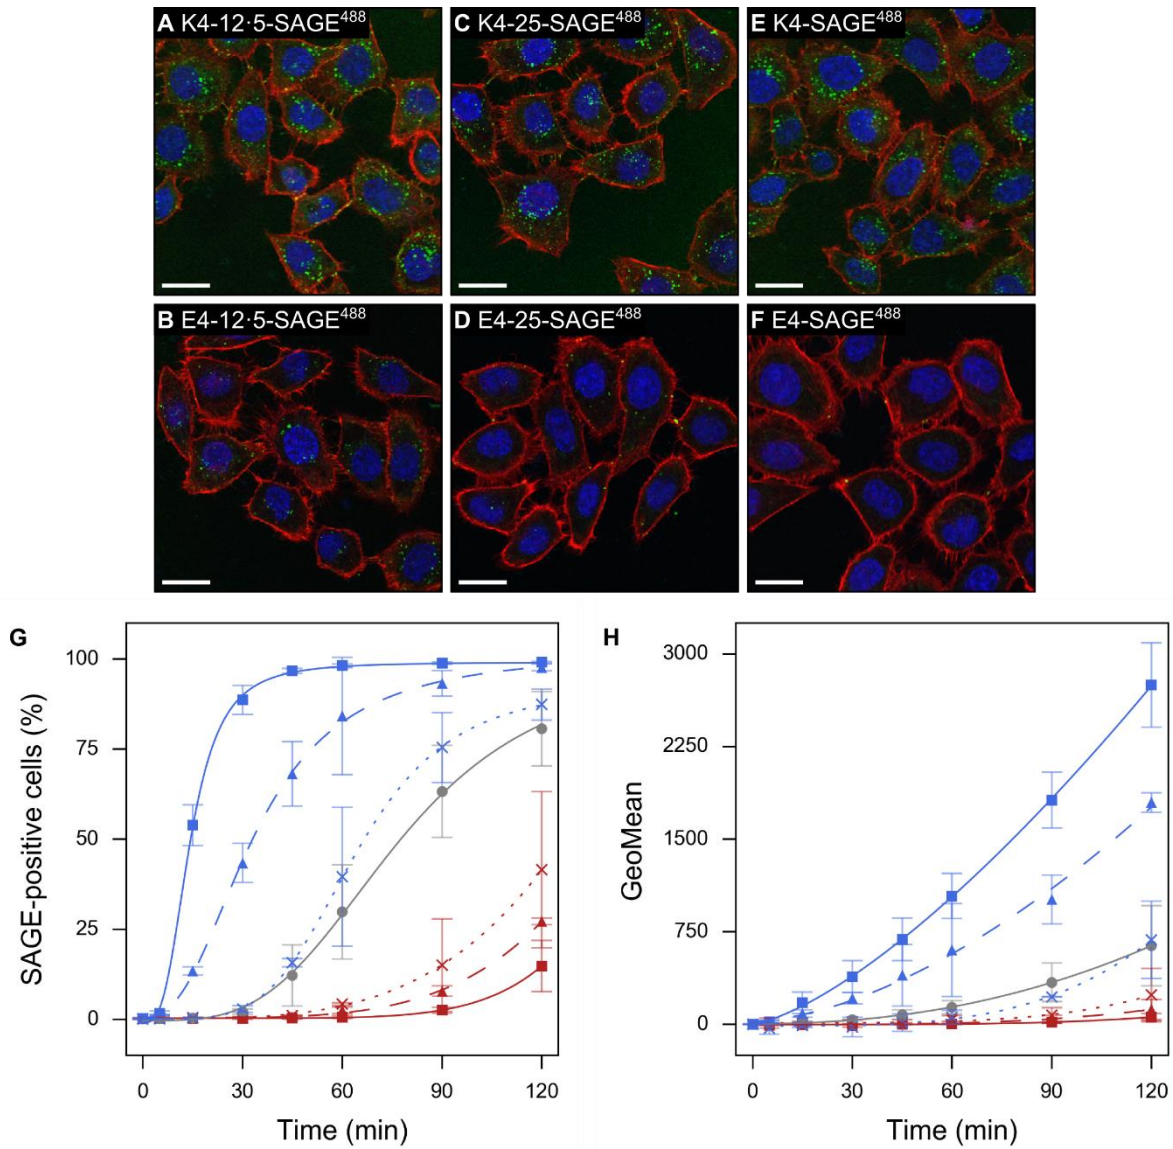 A K4-12·5-SAGE⁴⁸⁸
C K4-25-SAGE⁴⁸⁸
E K4-SAGE⁴⁸⁸
B E4-12·5-SAGE⁴⁸⁸
D E4-25-SAGE⁴⁸⁸
F E4-SAGE⁴⁸⁸
G
SAGE-positive cells (%)
100
75
50
25
0
0 30 60 90 120
Time (min)
H
GeoMean
3000
2250
1500
750
0
0 30 60 90 120
Time (min)